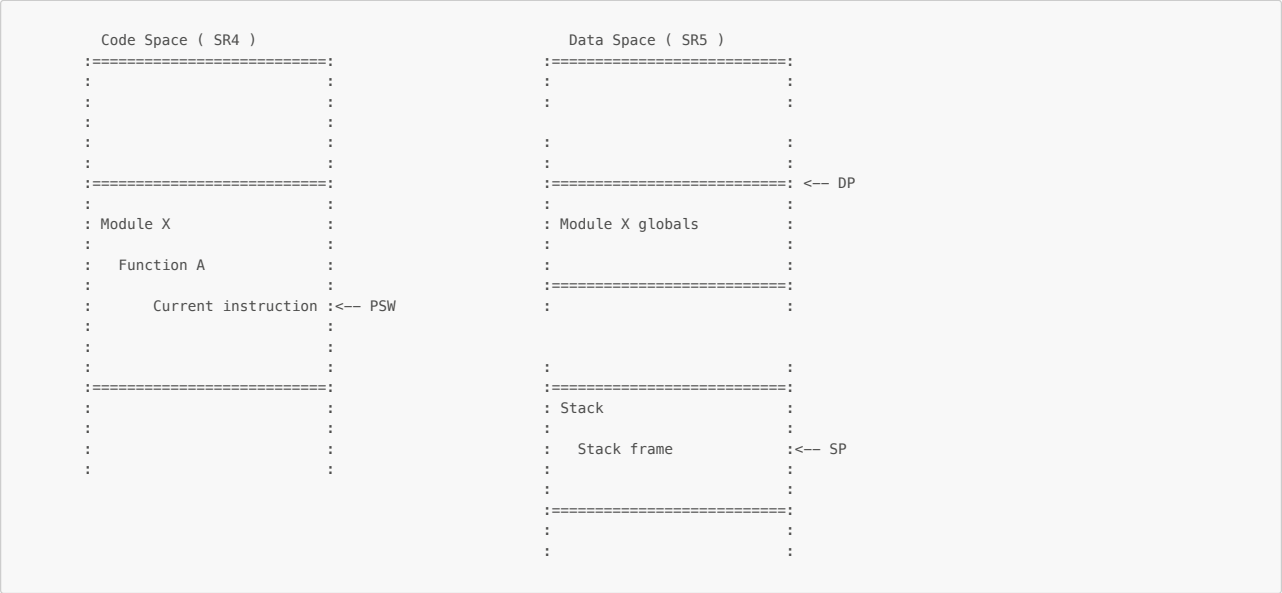 Code Space ( SR4 )                                    Data Space ( SR5 )
:===========================:                         :===========================:
:                           :                         :                           :
:                           :                         :                           :
:                           :
:                           :                         :                           :
:                           :                         :                           :
:===========================:                         :===========================: <-- DP
:                           :                         :                           :
: Module X                  :                         : Module X globals          :
:                           :                         :                           :
:   Function A              :                         :                           :
:                           :                         :===========================:
:       Current instruction :<-- PSW                  :                           :
:                           :
:                           :
:                           :                         :                           :
:===========================:                         :===========================:
:                           :                         : Stack                     :
:                           :                         :                           :
:                           :                         :   Stack frame             :<-- SP
:                           :                         :                           :
                                                      :                           :
                                                      :===========================:
                                                      :                           :
                                                      :                           :